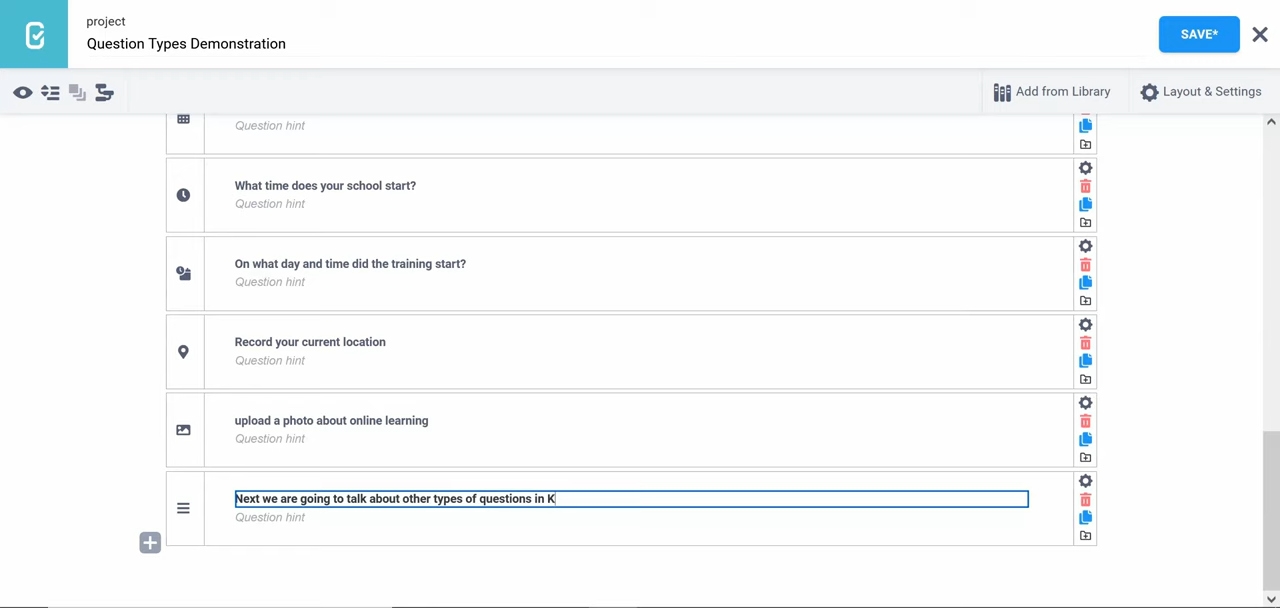 project
Question Types Demonstration
SAVE*
Add from Library
Layout & Settings
Question hint
What time does your school start?
Question hint
On what day and time did the training start?
Question hint
Record your current location
Question hint
upload a photo about online learning
Question hint
Next we are going to talk about other types of questions in K
Question hint